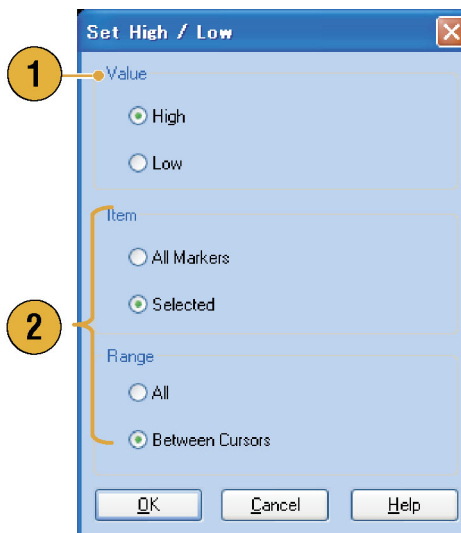 Set High / Low
1
Value
High
Low
Item
All Markers
Selected
2
Range
All
Between Cursors
OK Cancel Help